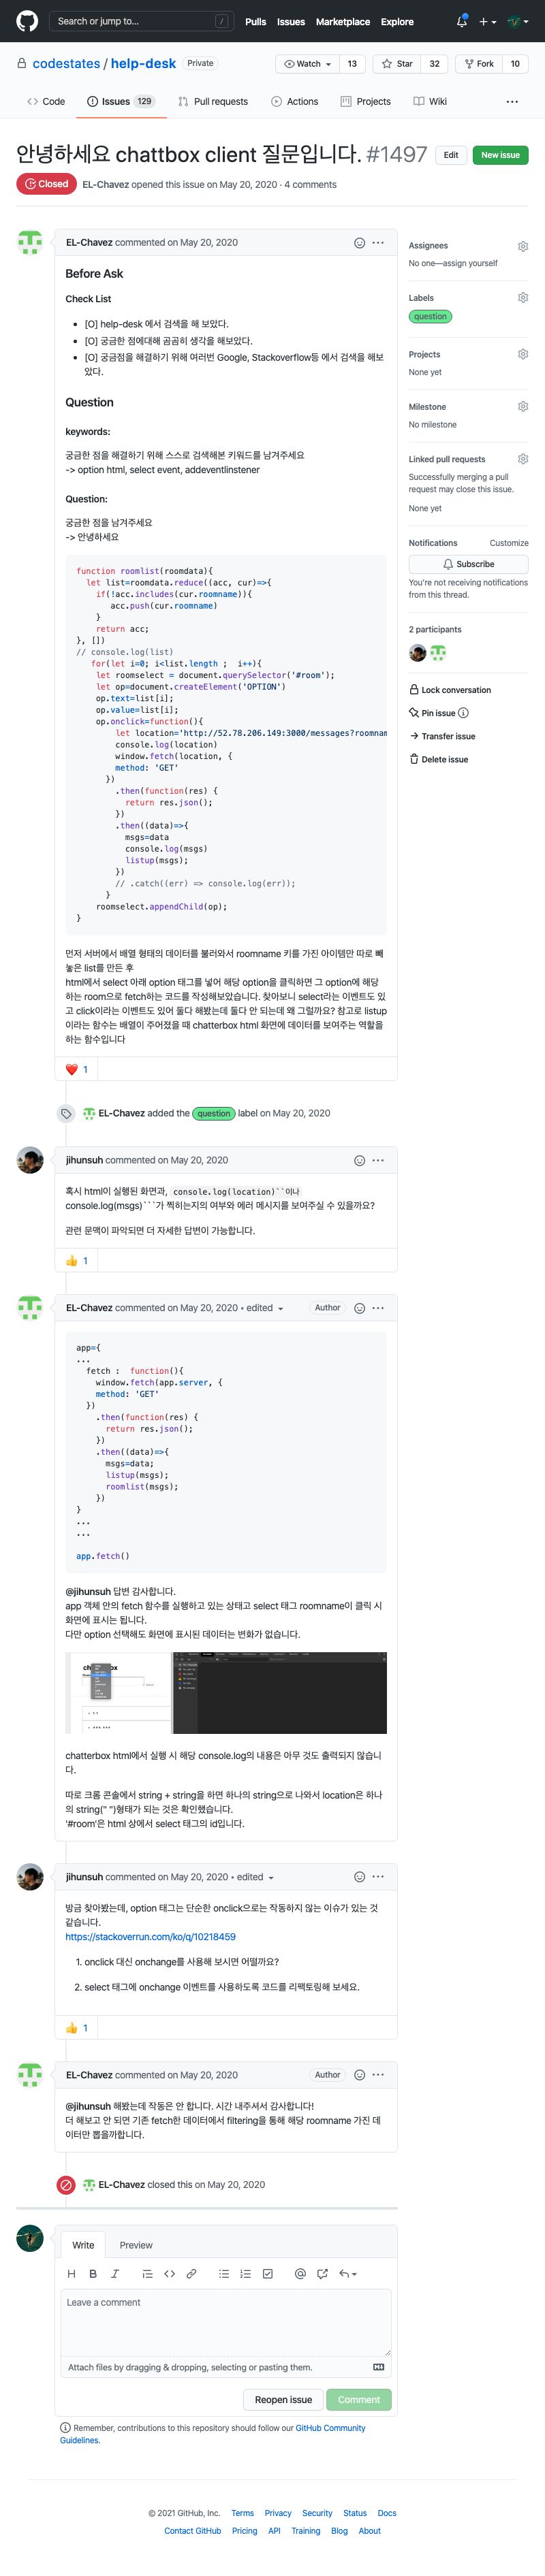 Search or jump to...
/
Pulls Issues Marketplace Explore
codestates / help-desk Private
Watch 13 Star 32 Fork 10
Code Issues 129 Pull requests Actions Projects Wiki ...
안녕하세요 chattbox client 질문입니다. #1497
Edit New issue
Closed EL-Chavez opened this issue on May 20, 2020 · 4 comments
EL-Chavez commented on May 20, 2020
Before Ask
Check List
• [O] help-desk 에서 검색을 해 보았다.
• [O] 궁금한 점에대해 곰곰히 생각을 해보았다.
• [O] 궁금점을 해결하기 위해 여러번 Google, Stackoverflow등 에서 검색을 해보
았다.
Question
keywords:
궁금한 점을 해결하기 위해 스스로 검색해본 키워드를 남겨주세요
-> option html, select event, addeventlinstener
Question:
궁금한 점을 남겨주세요
-> 안녕하세요
function roomlist(roomdata){
let list=roomdata.reduce((acc, cur)=>{
if(!acc.includes(cur.roomname)){
acc.push(cur.roomname)
}
return acc;
}, [])
// console.log(list)
for(let i=0; i<list.length ; i++){
let roomselect = document.querySelector('#room');
let op=document.createElement('OPTION')
op.text=list[i];
op.value=list[i];
op.onclick=function(){
let location='http://52.78.206.149:3000/messages?roomnam
console.log(location)
window.fetch(location, {
method: 'GET'
})
.then(function(res) {
return res.json();
})
.then((data)=>{
msgs=data
console.log(msgs)
listup(msgs);
})
// .catch((err) => console.log(err));
}
roomselect.appendChild(op);
}
먼저 서버에서 배열 형태의 데이터를 불러와서 roomname 키를 가진 아이템만 따로 빼
놓은 list를 만든 후
html에서 select 아래 option 태그를 넣어 해당 option을 클릭하면 그 option에 해당
하는 room으로 fetch하는 코드를 작성해보았습니다. 찾아보니 select라는 이벤트도 있
고 click이라는 이벤트도 있어 둘다 해봤는데 둘다 안 되는데 왜 그럴까요? 참고로 listup
이라는 함수는 배열이 주어졌을 때 chatterbox html 화면에 데이터를 보여주는 역할을
하는 함수입니다
❤️ 1
EL-Chavez added the question label on May 20, 2020
jihunsuh commented on May 20, 2020
혹시 html이 실행된 화면과, console.log(location)``이나
console.log(msgs)```가 찍히는지의 여부와 에러 메시지를 보여주실 수 있을까요?
관련 문맥이 파악되면 더 자세한 답변이 가능합니다.
👍 1
EL-Chavez commented on May 20, 2020 • edited Author
app={
...
fetch : function(){
window.fetch(app.server, {
method: 'GET'
})
.then(function(res) {
return res.json();
})
.then((data)=>{
msgs=data;
listup(msgs);
roomlist(msgs);
})
}
...
...
app.fetch()
@jihunsuh 답변 감사합니다.
app 객체 안의 fetch 함수를 실행하고 있는 상태고 select 태그 roomname이 클릭 시
화면에 표시는 됩니다.
다만 option 선택해도 화면에 표시된 데이터는 변화가 없습니다.
chatterbox html에서 실행 시 해당 console.log의 내용은 아무 것도 출력되지 않습니
다.
따로 크롬 콘솔에서 string + string을 하면 하나의 string으로 나와서 location은 하나
의 string(" ")형태가 되는 것은 확인했습니다.
'#room'은 html 상에서 select 태그의 id입니다.
jihunsuh commented on May 20, 2020 • edited
방금 찾아봤는데, option 태그는 단순한 onclick으로는 작동하지 않는 이슈가 있는 것
같습니다.
https://stackoverrun.com/ko/q/10218459
1. onclick 대신 onchange를 사용해 보시면 어떨까요?
2. select 태그에 onchange 이벤트를 사용하도록 코드를 리팩토링해 보세요.
👍 1
EL-Chavez commented on May 20, 2020 Author
@jihunsuh 해봤는데 작동은 안 합니다. 시간 내주셔서 감사합니다!
더 해보고 안 되면 기존 fetch한 데이터에서 filtering을 통해 해당 roomname 가진 데
이터만 뽑을까합니다.
EL-Chavez closed this on May 20, 2020
Write Preview
Leave a comment
Attach files by dragging & dropping, selecting or pasting them.
Reopen issue Comment
Remember, contributions to this repository should follow our GitHub Community
Guidelines.
Assignees
No one—assign yourself
Labels
question
Projects
None yet
Milestone
No milestone
Linked pull requests
Successfully merging a pull
request may close this issue.
None yet
Notifications Customize
Subscribe
You're not receiving notifications
from this thread.
2 participants
Lock conversation
Pin issue
Transfer issue
Delete issue
© 2021 GitHub, Inc. Terms Privacy Security Status Docs
Contact GitHub Pricing API Training Blog About